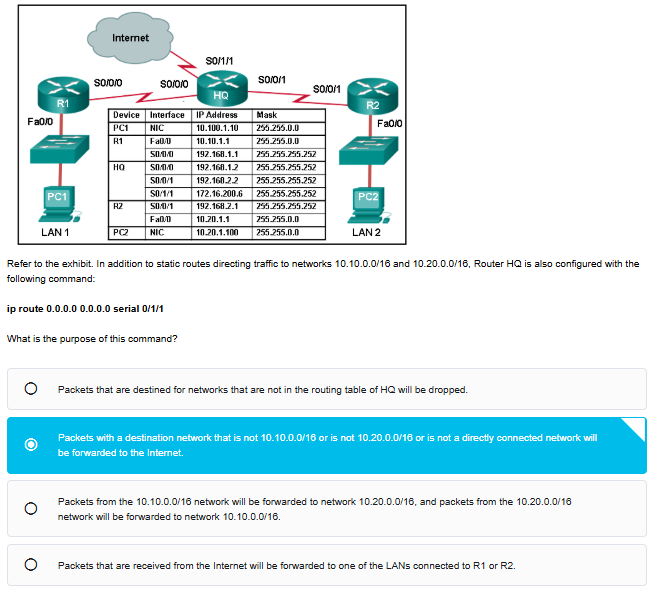 Internet
S0/1/1
S0/0/0
S0/0/0
S0/0/1
S0/0/1
R1
HQ
R2
Fa0/0
Fa0/0
Device Interface IP Address Mask
PC1 NIC 10.100.1.10 255.255.0.0
R1 Fa0/0 10.10.1.1 255.255.0.0
S0/0/0 192.168.1.1 255.255.255.252
HQ S0/0/0 192.168.1.2 255.255.255.252
S0/0/1 192.168.2.2 255.255.255.252
S0/1/1 172.16.200.6 255.255.255.252
R2 S0/0/1 192.168.2.1 255.255.255.252
Fa0/0 10.20.1.1 255.255.0.0
PC2 NIC 10.20.1.100 255.255.0.0
PC1
PC2
LAN 1
LAN 2
Refer to the exhibit. In addition to static routes directing traffic to networks 10.10.0.0/16 and 10.20.0.0/16, Router HQ is also configured with the
following command:
ip route 0.0.0.0 0.0.0.0 serial 0/1/1
What is the purpose of this command?
Packets that are destined for networks that are not in the routing table of HQ will be dropped.
Packets with a destination network that is not 10.10.0.0/16 or is not 10.20.0.0/16 or is not a directly connected network will
be forwarded to the Internet.
Packets from the 10.10.0.0/16 network will be forwarded to network 10.20.0.0/16, and packets from the 10.20.0.0/16
network will be forwarded to network 10.10.0.0/16.
Packets that are received from the Internet will be forwarded to one of the LANs connected to R1 or R2.